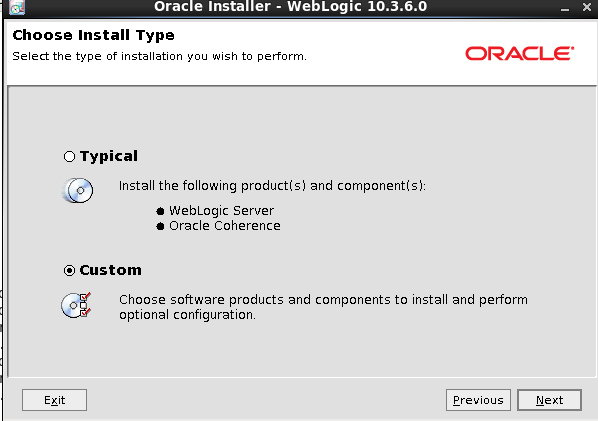 Oracle Installer - WebLogic 10.3.6.0
Choose Install Type
Select the type of installation you wish to perform.
ORACLE
Typical
Install the following product(s) and component(s):
WebLogic Server
Oracle Coherence
Custom
Choose software products and components to install and perform
optional configuration.
Exit
Previous
Next